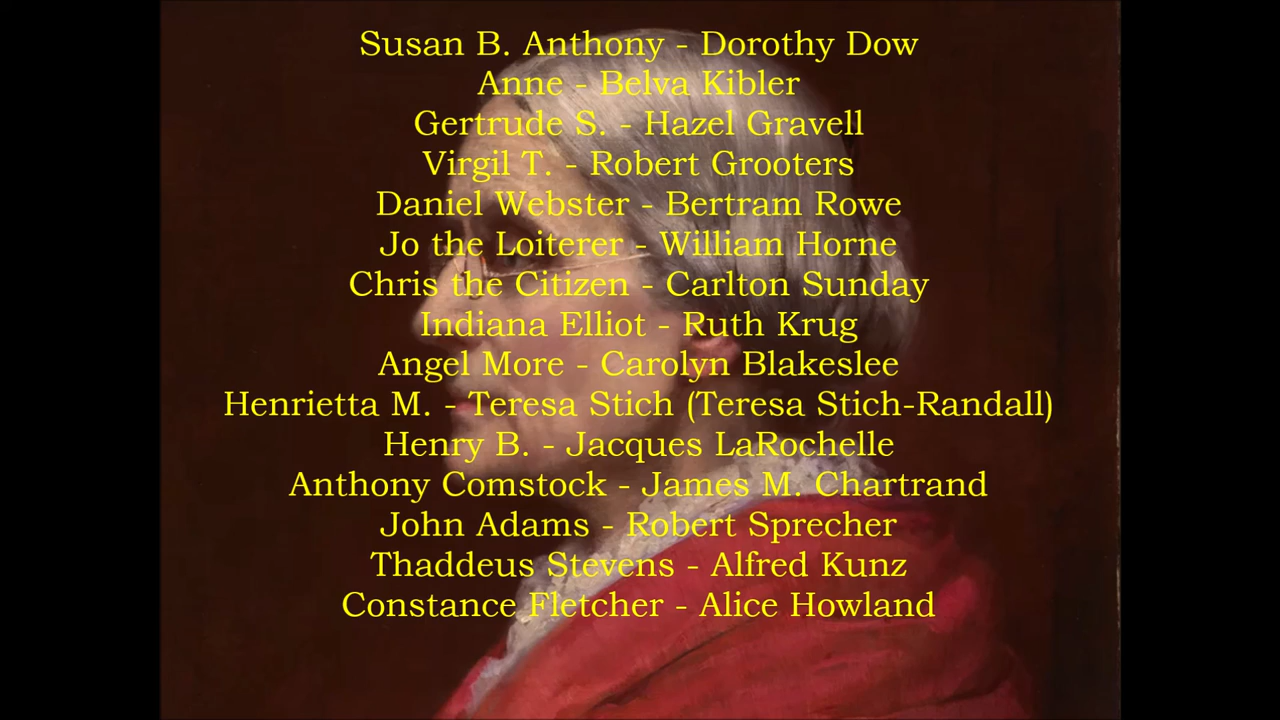 Susan B. Anthony - Dorothy Dow
Anne - Belva Kibler
Gertrude S. - Hazel Gravell
Virgil T. - Robert Grooters
Daniel Webster - Bertram Rowe
Jo the Loiterer - William Horne
Chris the Citizen - Carlton Sunday
Indiana Elliot - Ruth Krug
Angel More - Carolyn Blakeslee
Henrietta M. - Teresa Stich (Teresa Stich-Randall)
Henry B. - Jacques LaRochelle
Anthony Comstock - James M. Chartrand
John Adams - Robert Sprecher
Thaddeus Stevens - Alfred Kunz
Constance Fletcher - Alice Howland